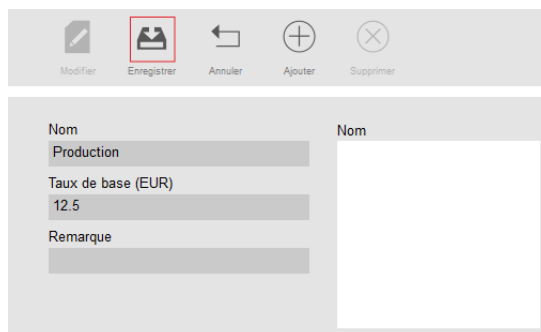 Modifier Enregistrer Annuler Ajouter Supprimer
Nom
Production
Taux de base (EUR)
12.5
Remarque
Nom